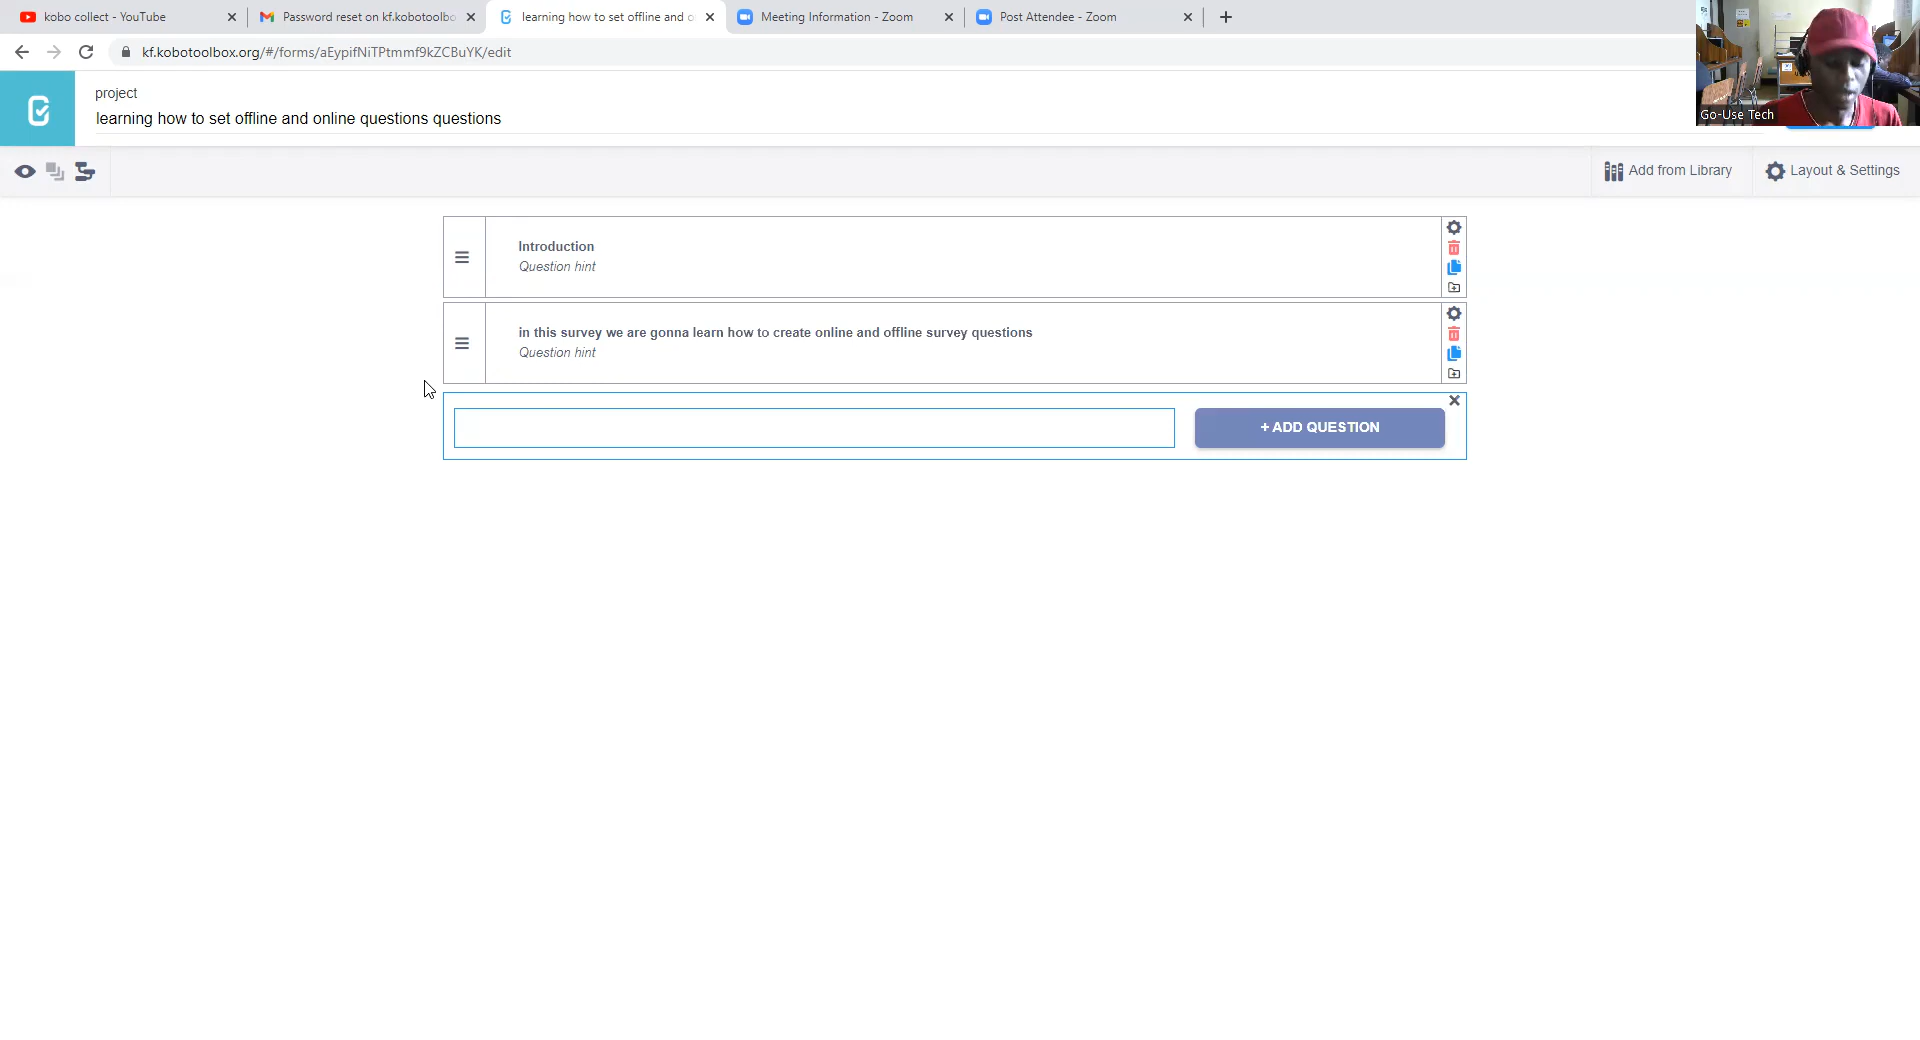 kobo collect - YouTube
Password reset on kf.kobotoolbo
learning how to set offline and o
Meeting Information - Zoom
Post Attendee - Zoom
kf.kobotoolbox.org/#/forms/aEypifNiTPtmmf9kZCBuYK/edit
project
learning how to set offline and online questions questions
Go-Use Tech
Add from Library
Layout & Settings
Introduction
Question hint
in this survey we are gonna learn how to create online and offline survey questions
Question hint
+ ADD QUESTION